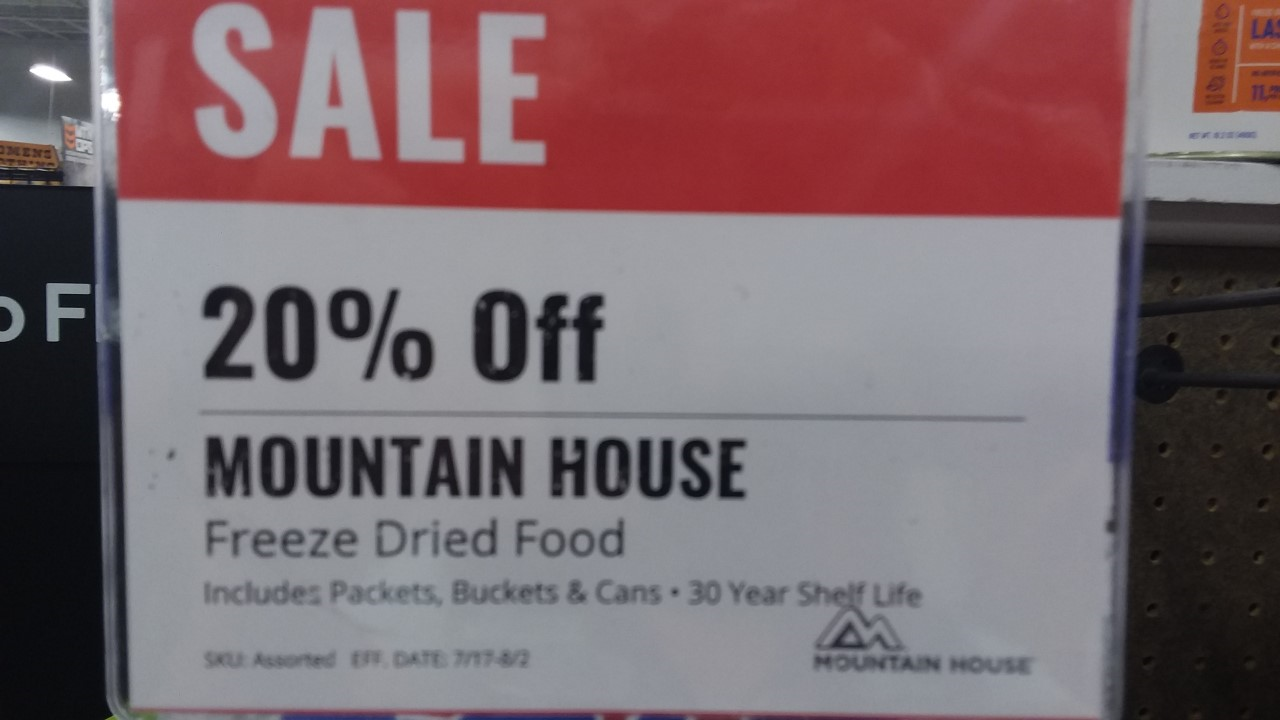 SALE
20% Off
MOUNTAIN HOUSE
Freeze Dried Food
Includes Packets, Buckets & Cans • 30 Year Shelf Life
SKU: Assorted EFF. DATE: 7/17-8/2
MOUNTAIN HOUSE